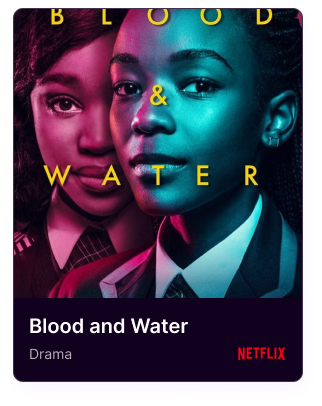 BLOOD
&
WATER
Blood and Water
Drama
NETFLIX